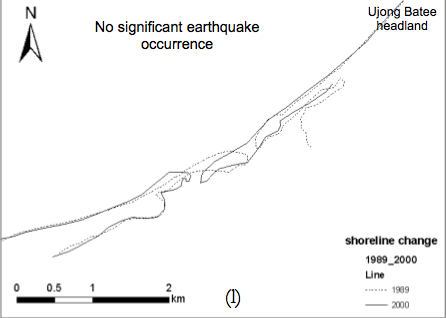 N
No significant earthquake
occurrence
Ujong Batee
headland
shoreline change
1989_2000
Line
1989
2000
0 0.5 1 2
km
(I)